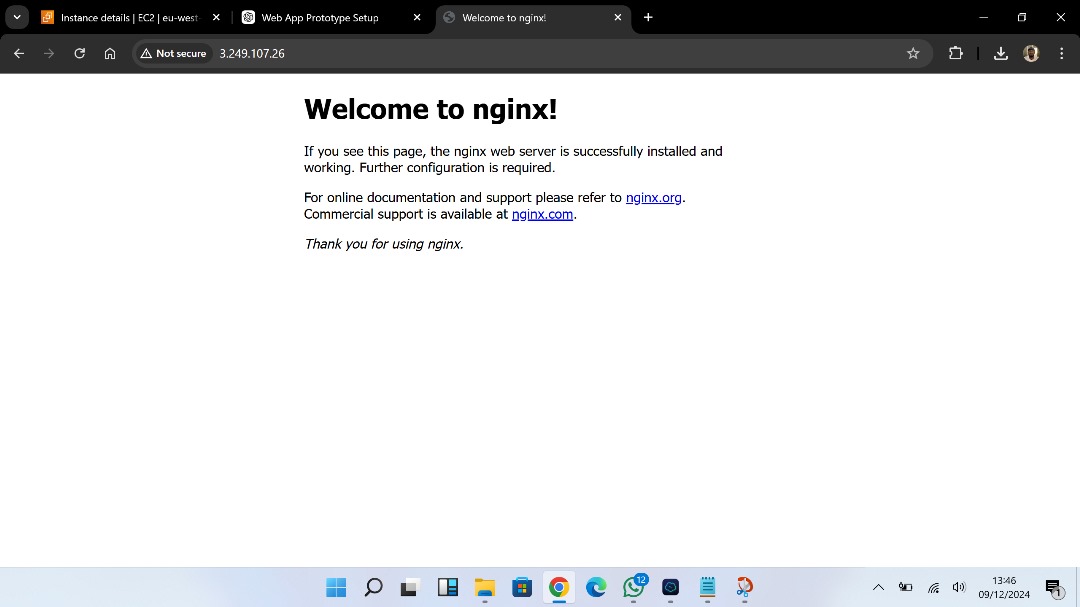 Instance details | EC2 | eu-west-
Web App Prototype Setup
Welcome to nginx!
Not secure
3.249.107.26
Welcome to nginx!
If you see this page, the nginx web server is successfully installed and
working. Further configuration is required.
For online documentation and support please refer to nginx.org.
Commercial support is available at nginx.com.
Thank you for using nginx.
12
13:46
09/12/2024
1